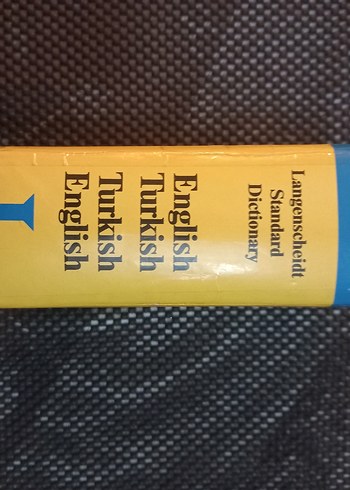 Langenscheidt
Standard
Dictionary
English
Turkish
Turkish
English